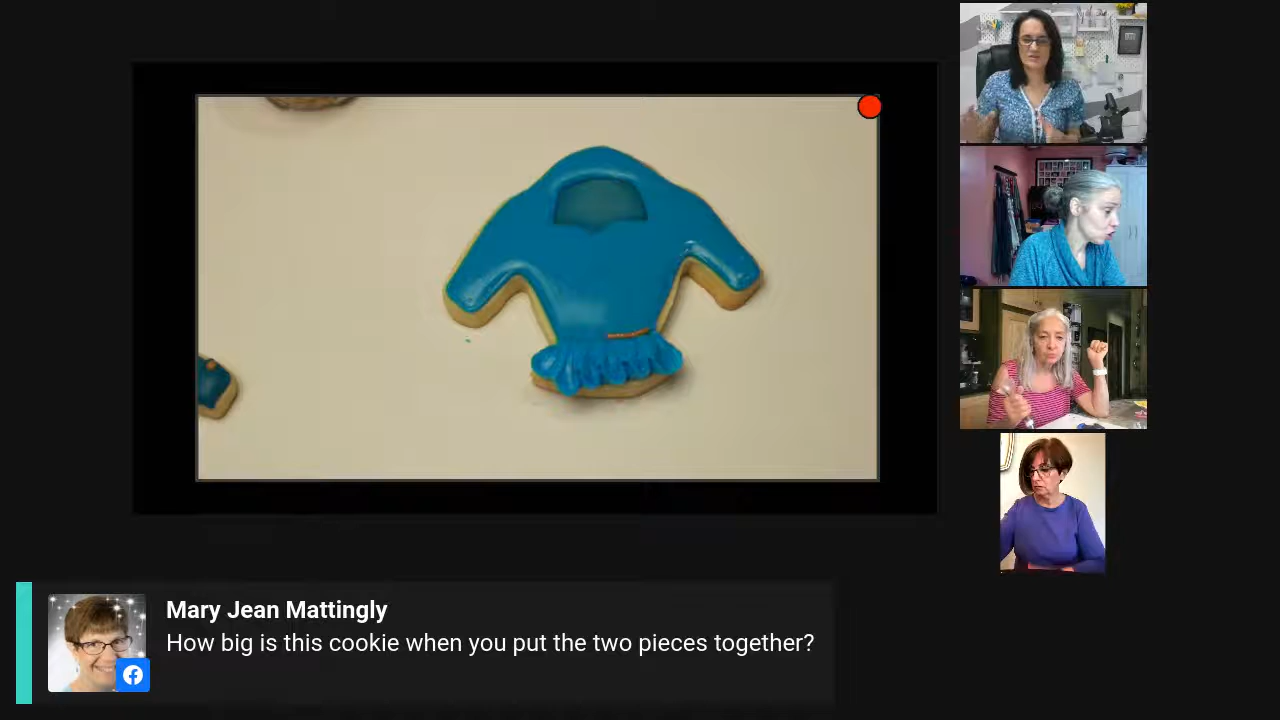 Mary Jean Mattingly
How big is this cookie when you put the two pieces together?